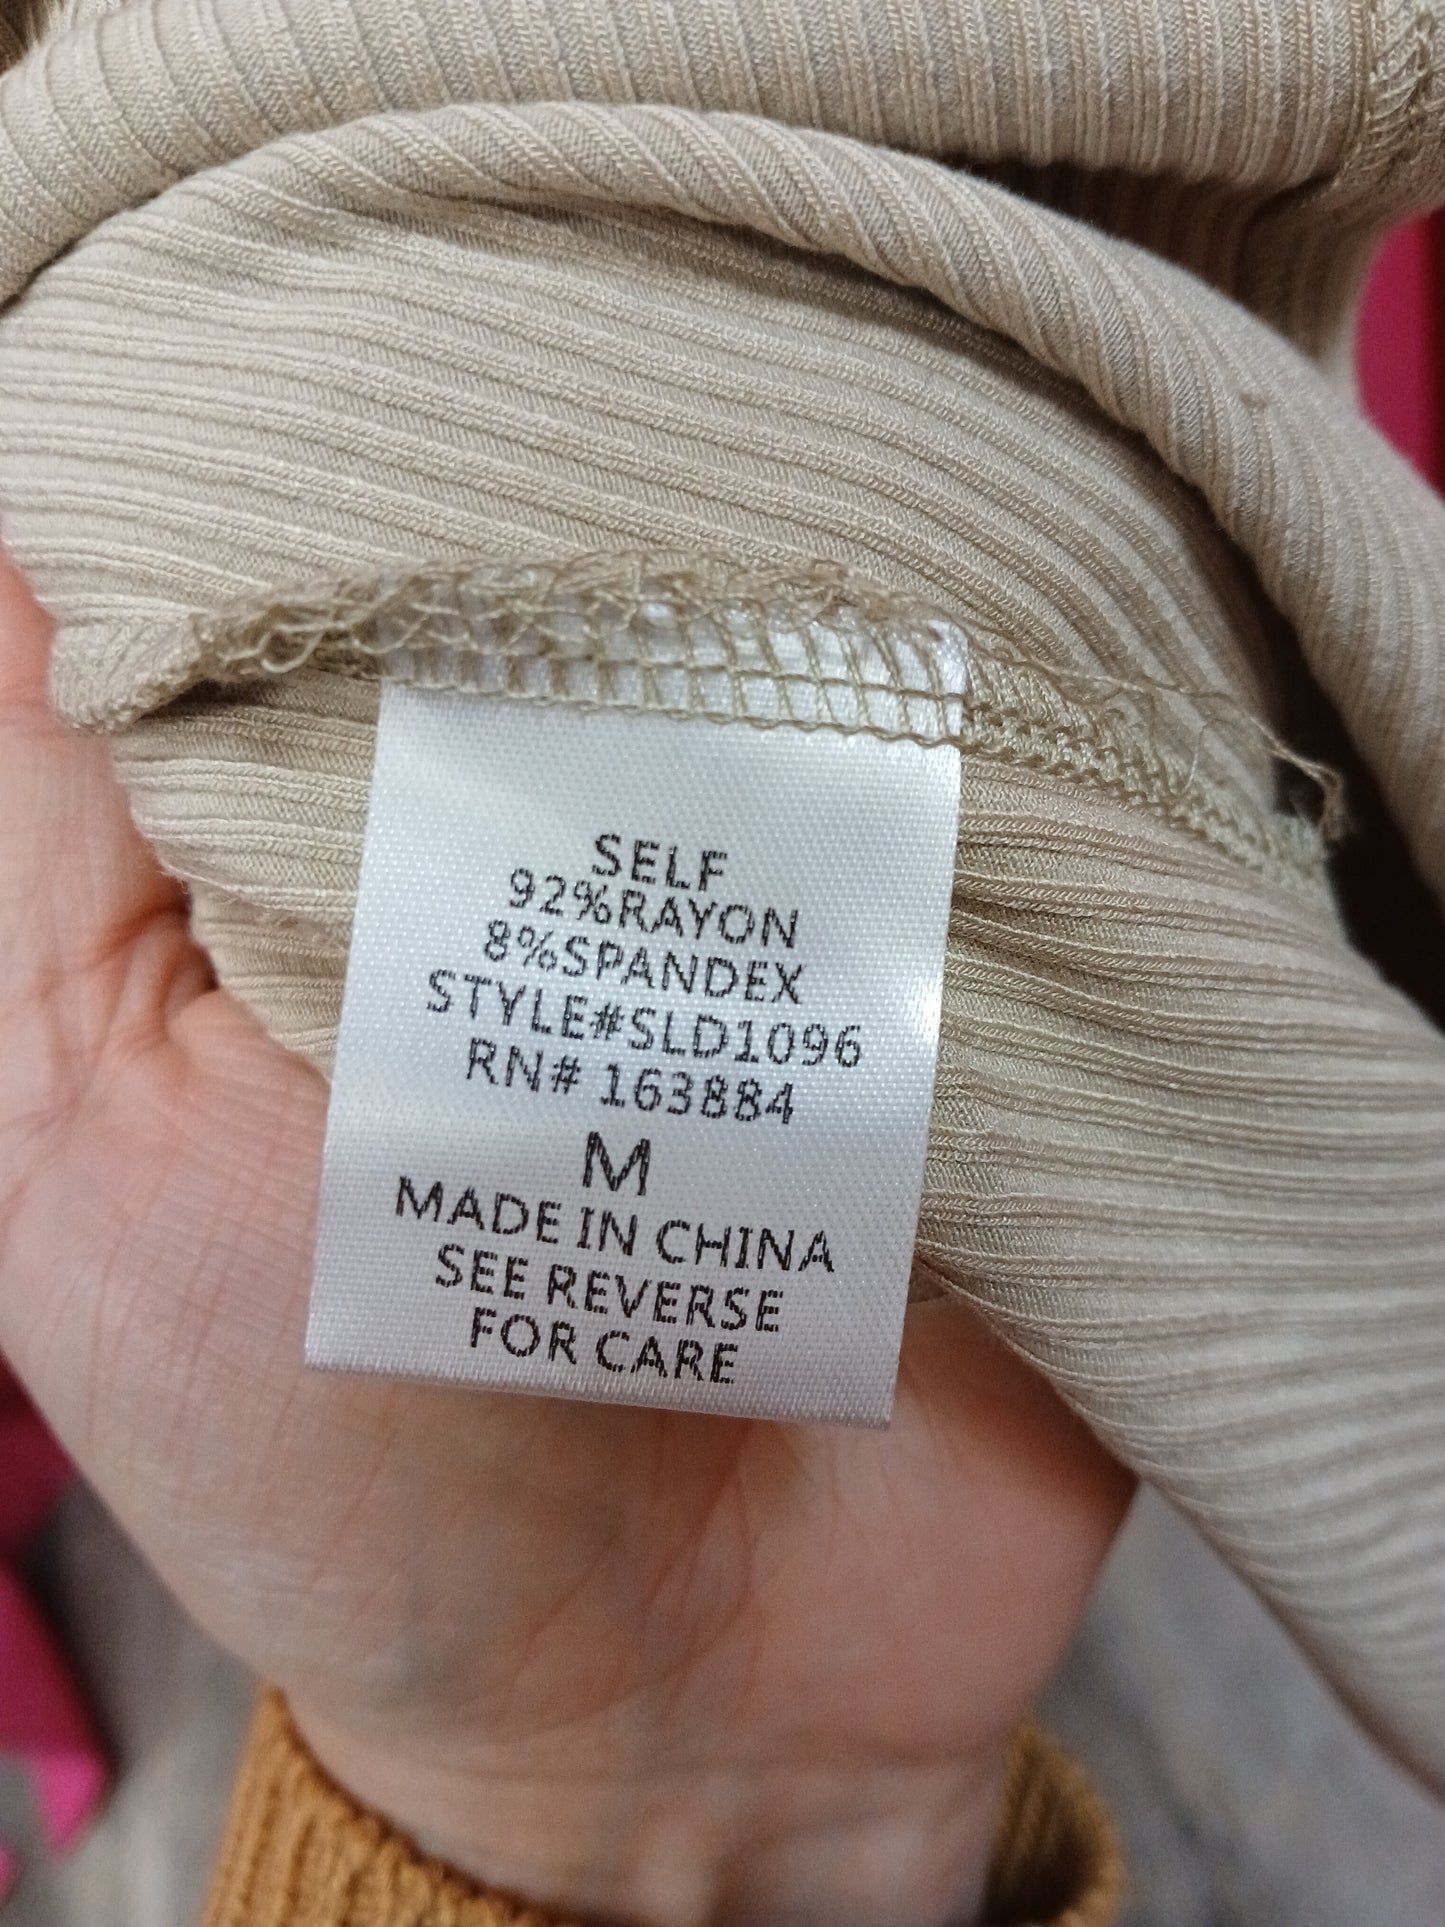 SELF
92%RAYON
8%SPANDEX
STYLE#SLD1096
RN# 163884
M
MADE IN CHINA
SEE REVERSE
FOR CARE